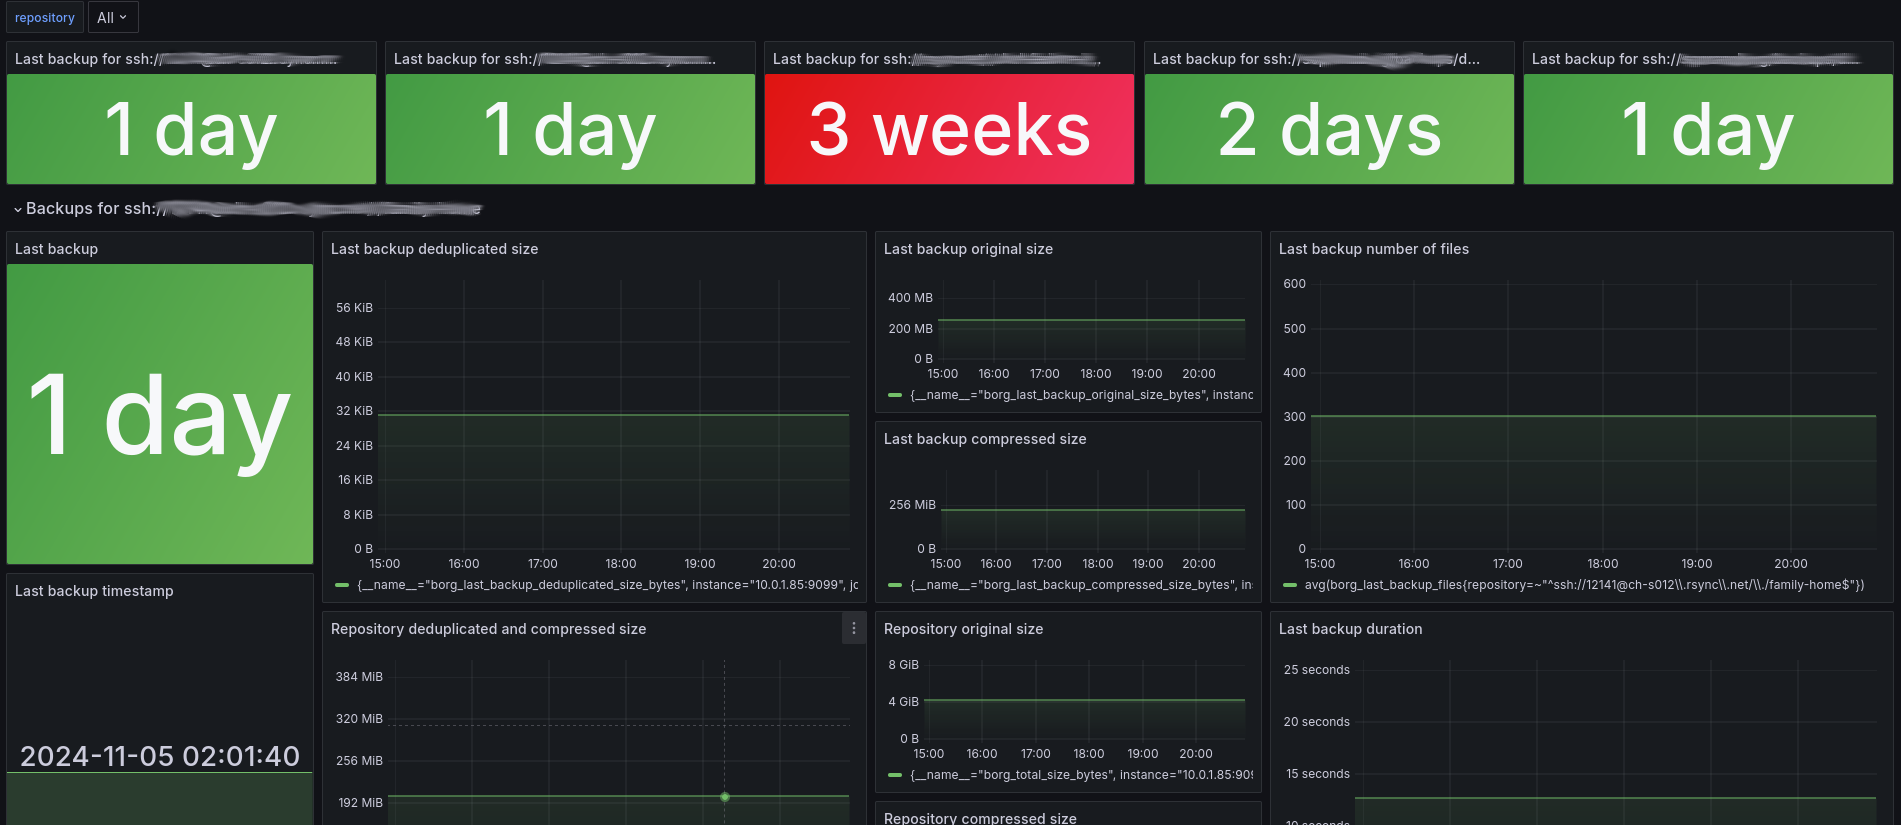 repository All
Last backup for ssh://
Last backup for ssh:// ...
Last backup for ssh:/ ...
Last backup for ssh:// /d...
Last backup for ssh://
1 day
1 day
3 weeks
2 days
1 day
Backups for ssh://
Last backup
1 day
Last backup timestamp
2024-11-05 02:01:40
Last backup deduplicated size
56 KiB
48 KiB
40 KiB
32 KiB
24 KiB
16 KiB
8 KiB
0 B
15:00 16:00 17:00 18:00 19:00 20:00
{__name__="borg_last_backup_deduplicated_size_bytes", instance="10.0.1.85:9099", jc
Last backup original size
400 MB
200 MB
0 B
15:00 16:00 17:00 18:00 19:00 20:00
{__name__="borg_last_backup_original_size_bytes", instanc
Last backup compressed size
256 MiB
0 B
15:00 16:00 17:00 18:00 19:00 20:00
{__name__="borg_last_backup_compressed_size_bytes", in
Last backup number of files
600
500
400
300
200
100
0
15:00 16:00 17:00 18:00 19:00 20:00
avg(borg_last_backup_files{repository=~"^ssh://12141@ch-s012\\.rsync\\.net/\\./family-home$"})
Repository deduplicated and compressed size
384 MiB
320 MiB
256 MiB
192 MiB
Repository original size
8 GiB
4 GiB
0 B
15:00 16:00 17:00 18:00 19:00 20:00
{__name__="borg_total_size_bytes", instance="10.0.1.85:909
Repository compressed size
Last backup duration
25 seconds
20 seconds
15 seconds
10 seconds